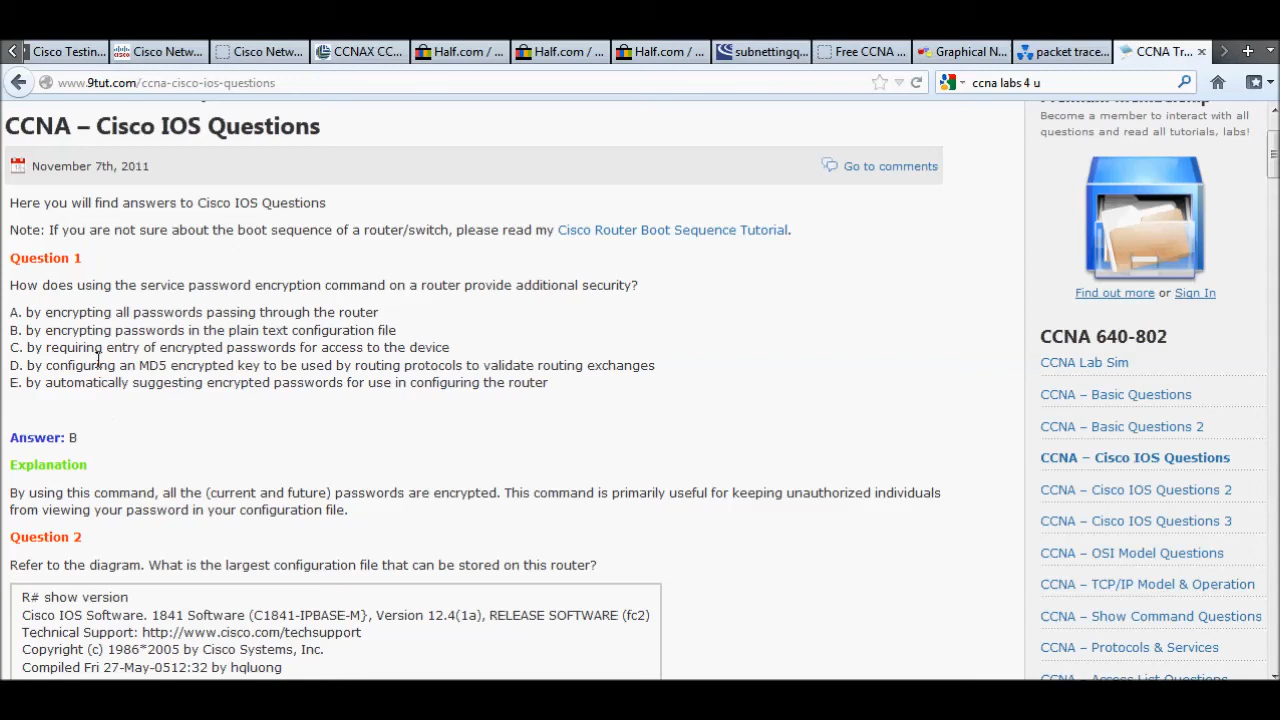 Cisco Testin...
Cisco Netw...
Cisco Netw...
CCNAX CC...
Half.com / ...
Half.com / ...
Half.com / ...
subnettingq...
Free CCNA ...
Graphical N...
packet trace...
CCNA Tr...
www.9tut.com/ccna-cisco-ios-questions
ccna labs 4 u
CCNA – Cisco IOS Questions
November 7th, 2011
Go to comments
Here you will find answers to Cisco IOS Questions
Note: If you are not sure about the boot sequence of a router/switch, please read my Cisco Router Boot Sequence Tutorial.
Question 1
How does using the service password encryption command on a router provide additional security?
A. by encrypting all passwords passing through the router
B. by encrypting passwords in the plain text configuration file
C. by requiring entry of encrypted passwords for access to the device
D. by configuring an MD5 encrypted key to be used by routing protocols to validate routing exchanges
E. by automatically suggesting encrypted passwords for use in configuring the router
Answer: B
Explanation
By using this command, all the (current and future) passwords are encrypted. This command is primarily useful for keeping unauthorized individuals
from viewing your password in your configuration file.
Question 2
Refer to the diagram. What is the largest configuration file that can be stored on this router?
R# show version
Cisco IOS Software. 1841 Software (C1841-IPBASE-M}, Version 12.4(1a), RELEASE SOFTWARE (fc2)
Technical Support: http://www.cisco.com/techsupport
Copyright (c) 1986*2005 by Cisco Systems, Inc.
Compiled Fri 27-May-0512:32 by hqluong
Become a member to interact with all
questions and read all tutorials, labs!
Find out more or Sign In
CCNA 640-802
CCNA Lab Sim
CCNA – Basic Questions
CCNA – Basic Questions 2
CCNA – Cisco IOS Questions
CCNA – Cisco IOS Questions 2
CCNA – Cisco IOS Questions 3
CCNA – OSI Model Questions
CCNA – TCP/IP Model & Operation
CCNA – Show Command Questions
CCNA – Protocols & Services